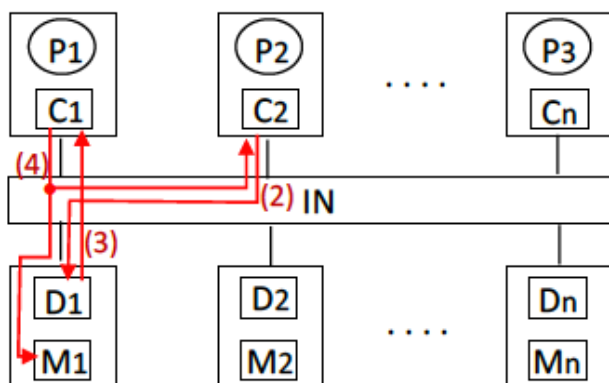 P1 P2 P3
. . . .
C1 C2 Cn
(4)
(2) IN
(3)
D1 D2 Dn
. . . .
M1 M2 Mn